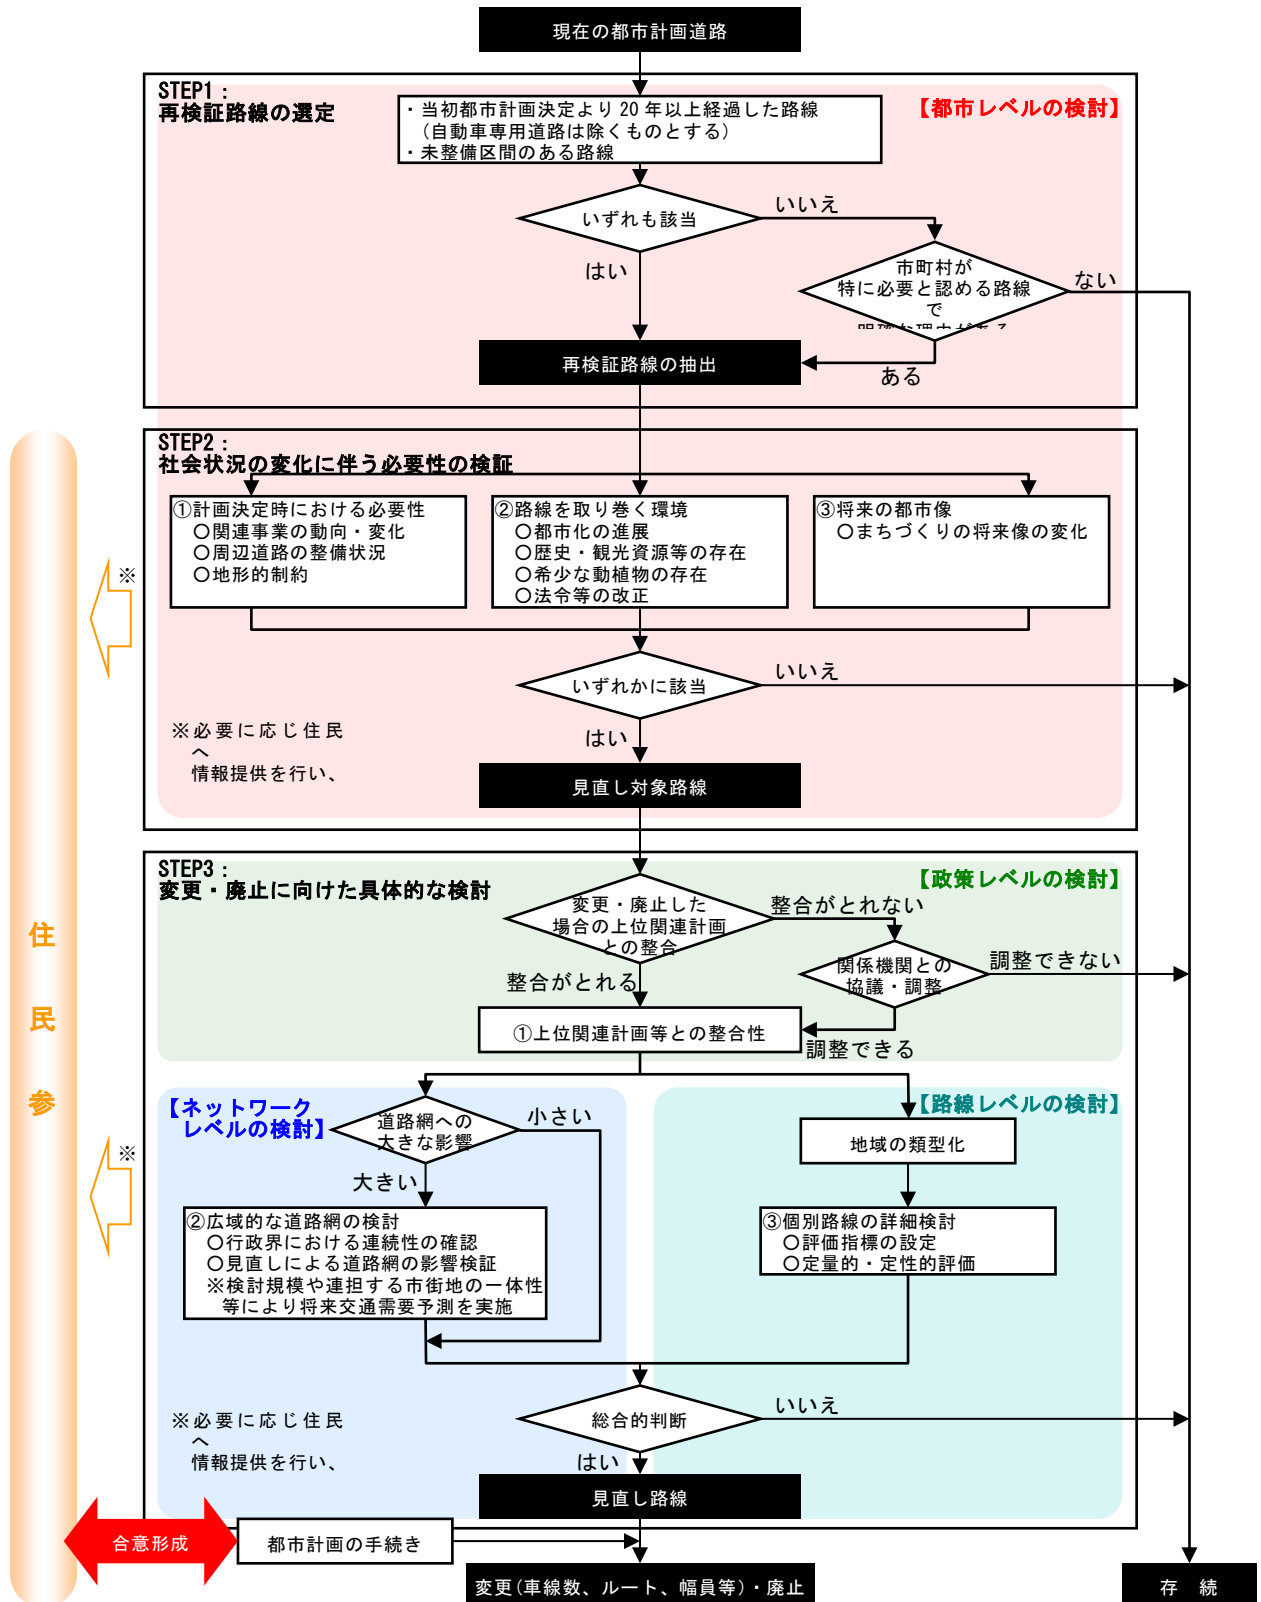 現在の都市計画道路
STEP1：
再検証路線の選定
【都市レベルの検討】
・当初都市計画決定より20年以上経過した路線
（自動車専用道路は除くものとする）
・未整備区間のある路線
いずれも該当
いいえ
はい
市町村が
特に必要と認める路線
で
明確な理由がある
ない
ある
再検証路線の抽出
STEP2：
社会状況の変化に伴う必要性の検証
①計画決定時における必要性
○関連事業の動向・変化
○周辺道路の整備状況
○地形的制約
②路線を取り巻く環境
○都市化の進展
○歴史・観光資源等の存在
○希少な動植物の存在
○法令等の改正
③将来の都市像
○まちづくりの将来像の変化
※
いずれかに該当
いいえ
はい
※必要に応じ住民
へ
情報提供を行い、
見直し対象路線
STEP3：
変更・廃止に向けた具体的な検討
【政策レベルの検討】
変更・廃止した
場合の上位関連計画
との整合
整合がとれない
整合がとれる
関係機関との
協議・調整
調整できない
調整できる
①上位関連計画等との整合性
【ネットワーク
レベルの検討】
道路網への
大きな影響
小さい
大きい
②広域的な道路網の検討
○行政界における連続性の確認
○見直しによる道路網の影響検証
※検討規模や連担する市街地の一体性
等により将来交通需要予測を実施
【路線レベルの検討】
地域の類型化
③個別路線の詳細検討
○評価指標の設定
○定量的・定性的評価
※
総合的判断
いいえ
はい
※必要に応じ住民
へ
情報提供を行い、
見直し路線
住
民
参
合意形成
都市計画の手続き
変更(車線数、ルート、幅員等)・廃止
存　続